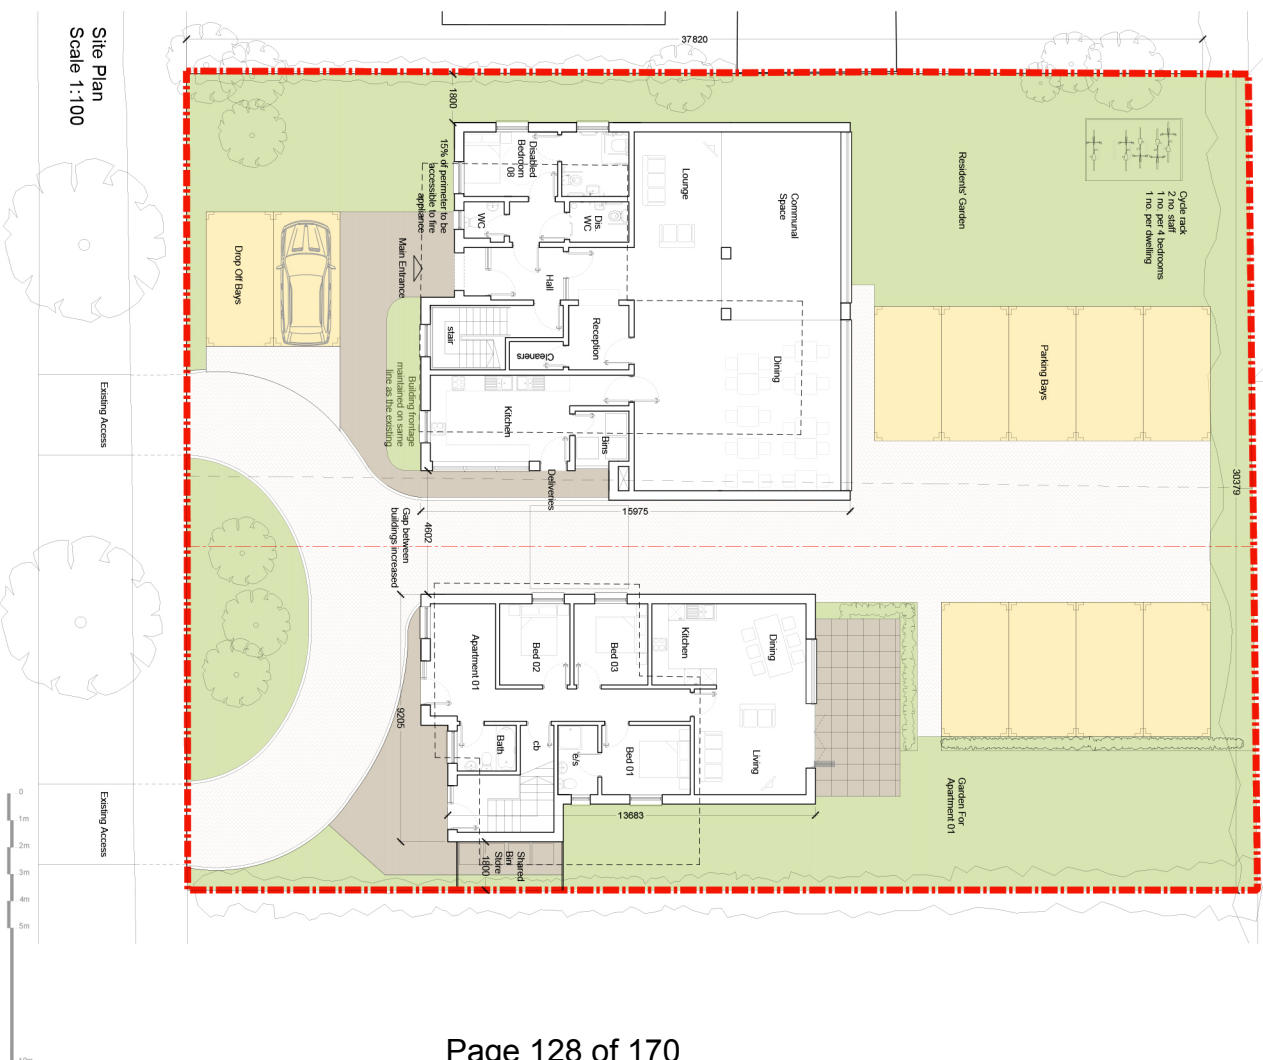 Site Plan
Scale 1:100
37820
1800
15% of perimeter to be
accessible to fire
appliance
Disabled
Bedroom
08
WC
Dis.
WC
Lounge
Communal
Space
Residents' Garden
Cycle rack
2 no. staff
1 no. per 4 bedrooms
1 no. per dwelling
Drop Off Bays
Main Entrance
Hall
stair
Cleaners
Reception
Dining
Parking Bays
Building frontage
maintained on same
line as the existing
Kitchen
Bins
Deliveries
Existing Access
30379
15975
Gap between
buildings increased
4602
Apartment 01
Bed 02
Bed 03
Kitchen
Dining
9205
Bath
cb
e/s
Bed 01
Living
13683
Garden For
Apartment 01
Existing Access
Shared
Bin
Store
1800
0
1m
2m
3m
4m
5m
10m
Page 128 of 170